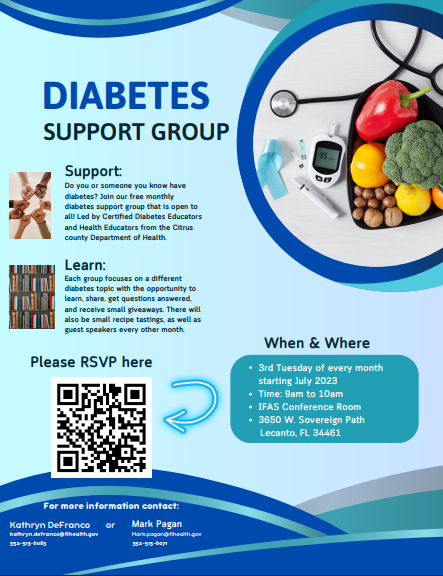 DIABETES
SUPPORT GROUP
Support:
Do you or someone you know have
diabetes? Join our free monthly
diabetes support group that is open to
all! Led by Certified Diabetes Educators
and Health Educators from the Citrus
county Department of Health.
Learn:
Each group focuses on a different
diabetes topic with the opportunity to
learn, share, get questions answered,
and receive small giveaways. There will
also be small recipe tastings, as well as
guest speakers every other month.
When & Where
• 3rd Tuesday of every month
starting July 2023
• Time: 9am to 10am
• IFAS Conference Room
• 3650 W. Sovereign Path
Lecanto, FL 34461
Please RSVP here
For more information contact:
Kathryn DeFranco or Mark Pagan
kathryn.defranco@flhealth.gov Mark.pagan@flhealth.gov
352-513-6085 352-513-6071